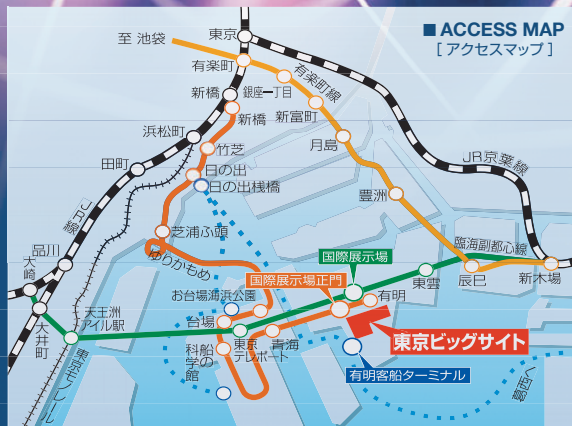 ■ ACCESS MAP
[ アクセスマップ ]
至 池袋
東京
有楽町
有楽町線
新橋
銀座一丁目
新橋
新富町
浜松町
竹芝
月島
JR京葉線
田町
日の出
日の出桟橋
豊洲
JR線
芝浦ふ頭
品川
ゆりかもめ
国際展示場
臨海副都心線
大崎
国際展示場正門
東雲
辰巳
新木場
お台場海浜公園
有明
天王洲
アイル駅
台場
大井町
東京
テレポート
青海
東京ビッグサイト
船の
科学館
東京モノレール
有明客船ターミナル
葛西へ